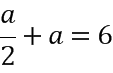 a/2 + a = 6